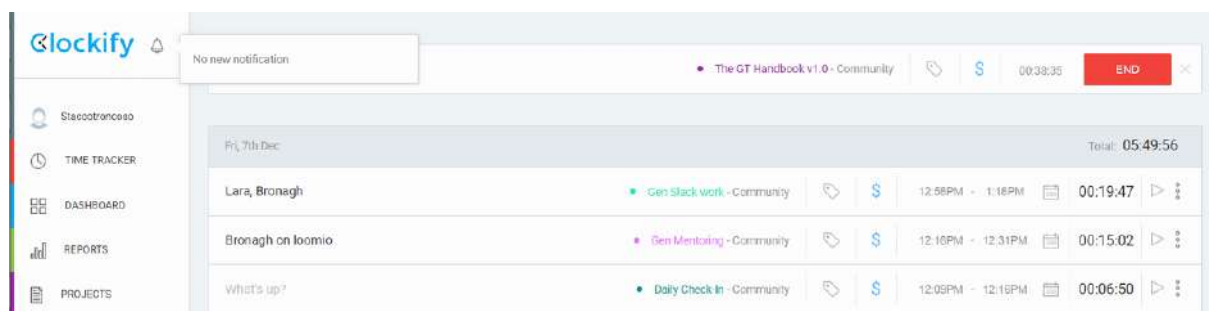 Clockify
No new notification
The GT Handbook v1.0 - Community $ 00:38:35 END
Staccotroncoso
TIME TRACKER
DASHBOARD
REPORTS
PROJECTS
Fri, 7th Dec Total: 05:49:56
Lara, Bronagh Gen Slack work - Community $ 12:58PM - 1:18PM 00:19:47
Bronagh on loomio Gen Mentoring - Community $ 12:16PM - 12:31PM 00:15:02
What's up? Daily Check In - Community $ 12:09PM - 12:16PM 00:06:50